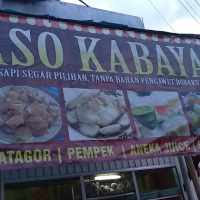 ASO KABAYA
SAPI SEGAR PILIHAN, TANPA BAHAN PENGAWET
ATAGOR | PEMPEK | ANEKA JUICE |